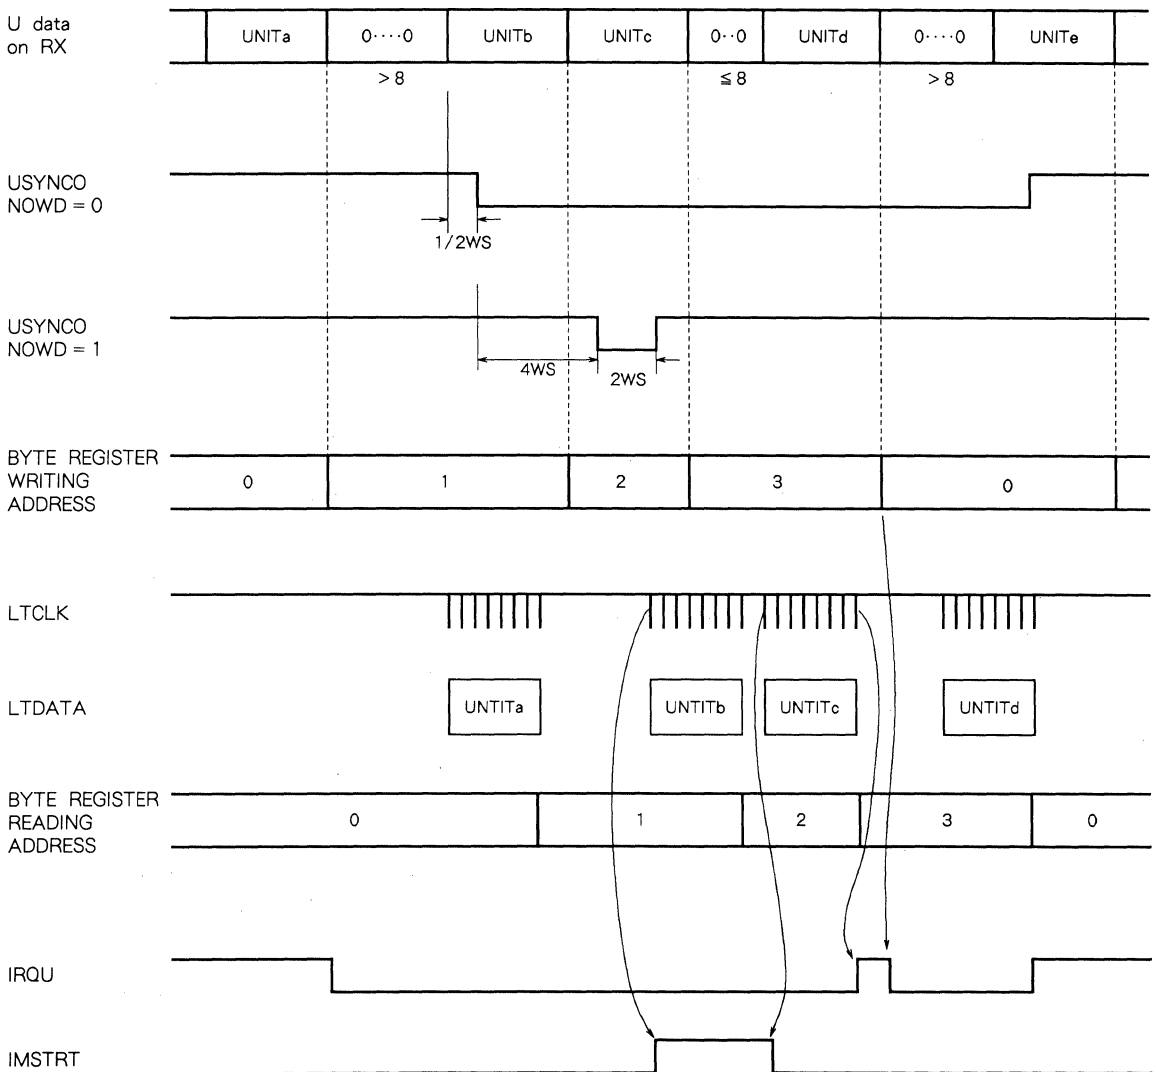 U data
on RX
UNITa
0····0
UNITb
UNITc
0··0
UNITd
0····0
UNITe
>8
≦8
>8
USYNCO
NOWD = 0
1/2WS
USYNCO
NOWD = 1
4WS
2WS
BYTE REGISTER
WRITING
ADDRESS
0
1
2
3
0
LTCLK
LTDATA
UNTITa
UNTITb
UNTITc
UNTITd
BYTE REGISTER
READING
ADDRESS
0
1
2
3
0
IRQU
IMSTRT